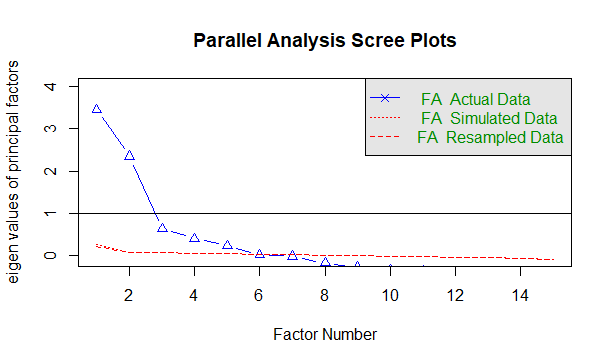 Parallel Analysis Scree Plots
eigen values of principal factors
4
3
2
1
0
FA  Actual Data
FA  Simulated Data
FA  Resampled Data
2 4 6 8 10 12 14
Factor Number